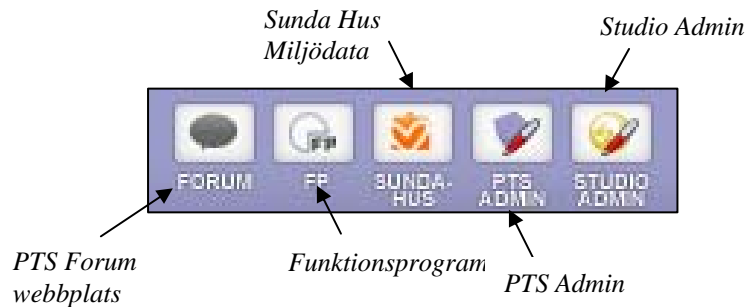 Sunda Hus
Miljödata
Studio Admin
FP
FORUM
FP
SUNDA-
HUS
PTS
ADMIN
STUDIO
ADMIN
PTS Forum
webbplats
Funktionsprogram
PTS Admin